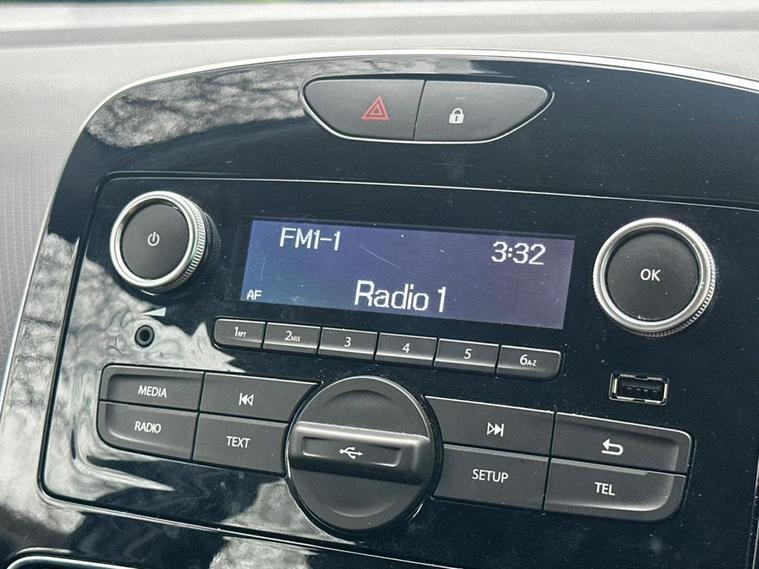 FM1-1 3:32
AF Radio 1
OK
1RPT 2MIX 3 4 5 6A-Z
MEDIA
RADIO TEXT
SETUP TEL